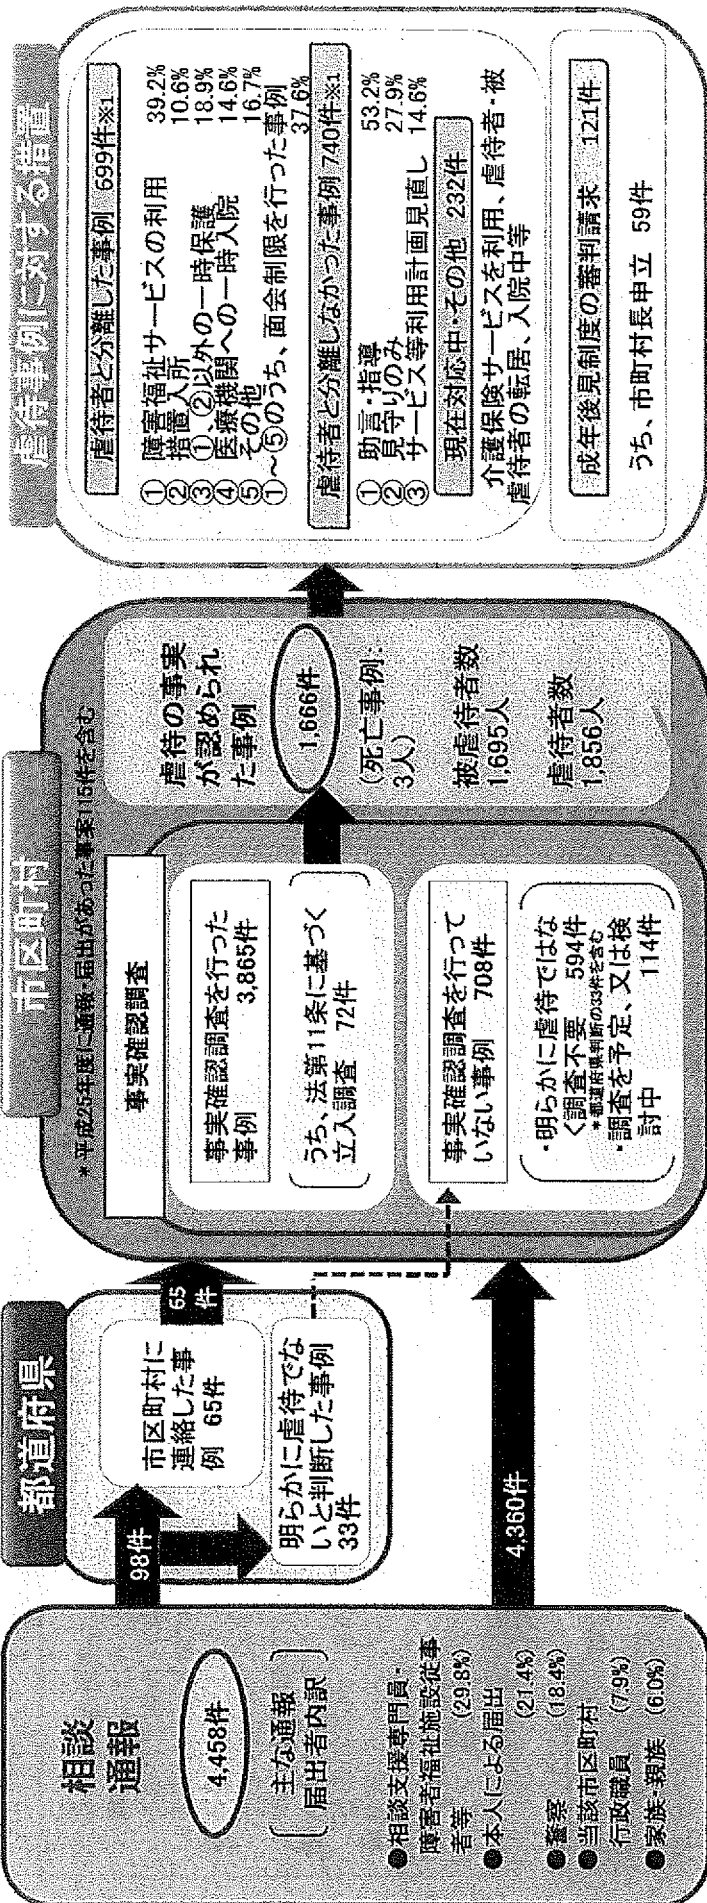 相談
通報
4,458件
主な通報
届出者内訳
●相談支援専門員・
障害者福祉施設従事
者等 (29.8%)
●本人による届出
(21.4%)
●警察 (18.4%)
●当該市区町村
行政職員 (7.9%)
●家族・親族 (6.0%)
都道府県
98件
市区町村に
連絡した事
例 65件
明らかに虐待でな
いと判断した事例
33件
65
件
4,360件
市区町村
*平成25年度に通報・届出があった事案115件を含む
事実確認調査
事実確認調査を行った
事例 3,865件
うち、法第11条に基づく
立入調査 72件
事実確認調査を行って
いない事例 708件
・明らかに虐待ではな
く調査不要 594件
*都道府県判断の33件を含む
・調査を予定、又は検
討中 114件
虐待の事実
が認められ
た事例
1,666件
(死亡事例:
3人)
被虐待者数
1,695人
虐待者数
1,856人
虐待事例に対する措置
虐待者と分離した事例 699件※1
① 障害福祉サービスの利用 39.2%
② 措置入所 10.6%
③ ①、②以外の一時保護 18.9%
④ 医療機関への一時入院 14.6%
⑤ その他 16.7%
①~⑤のうち、面会制限を行った事例
37.6%
虐待者と分離しなかった事例 740件※1
① 助言・指導 53.2%
② 見守りのみ 27.9%
③ サービス等利用計画見直し 14.6%
現在対応中・その他 232件
介護保険サービスを利用、虐待者・被
虐待者の転居、入院中等
成年後見制度の審判請求 121件
うち、市町村長申立 59件